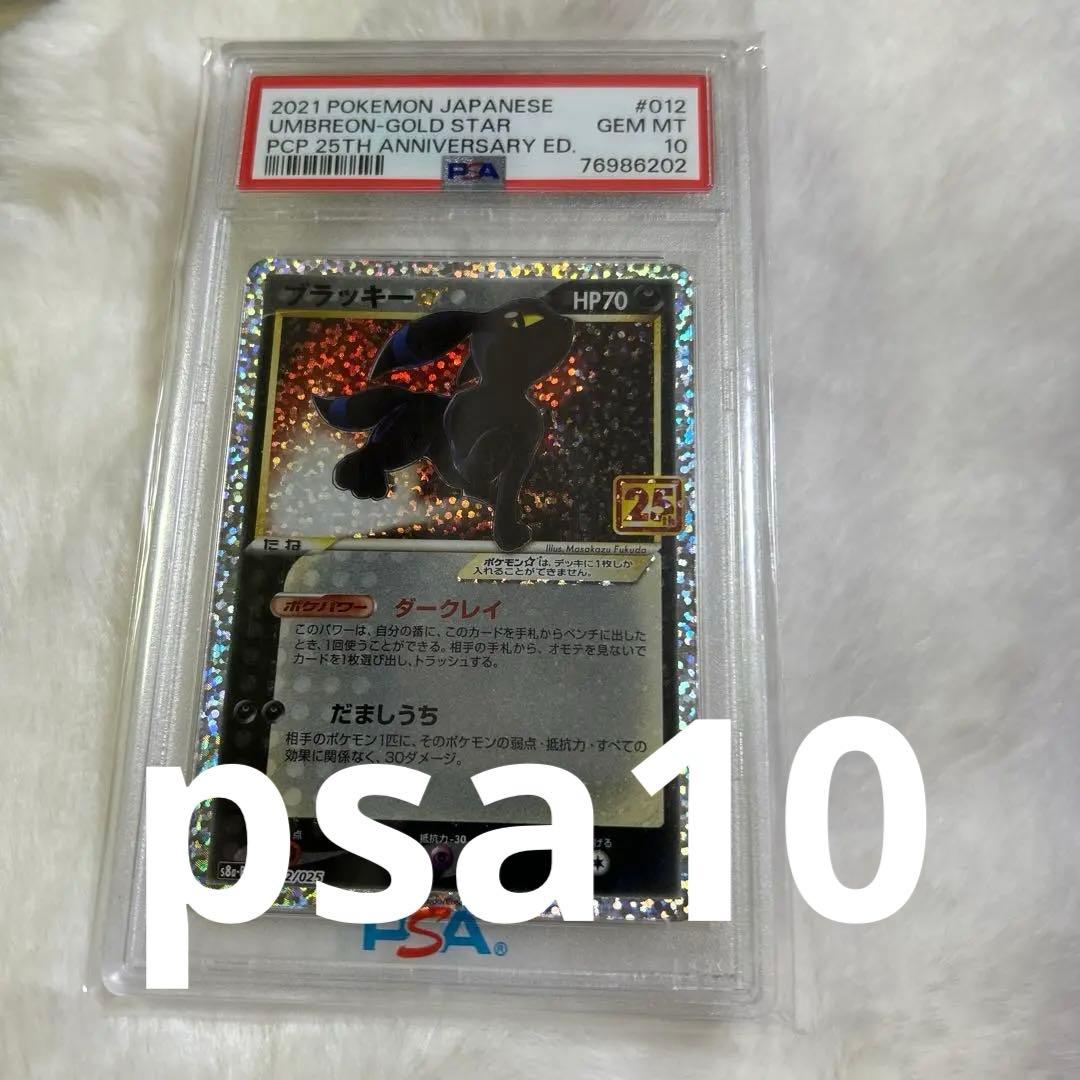 2021 POKEMON JAPANESE #012
UMBREON-GOLD STAR GEM MT
PCP 25TH ANNIVERSARY ED. 10
PSA 76986202
ブラッキー☆ HP70
25th
たね
Illus. Masakazu Fukuda
ポケモン☆は、デッキに1枚しか
入れることができません。
ポケパワー ダークレイ
このパワーは、自分の番に、このカードを手札からベンチに出した
とき、1回使うことができる。相手の手札から、オモテを見ないで
カードを1枚選び出し、トラッシュする。
だましうち
相手のポケモン1匹に、そのポケモンの弱点・抵抗力・すべての
効果に関係なく、30ダメージ。
点 抵抗力 -30 げる
2/025
psa10
PSA®